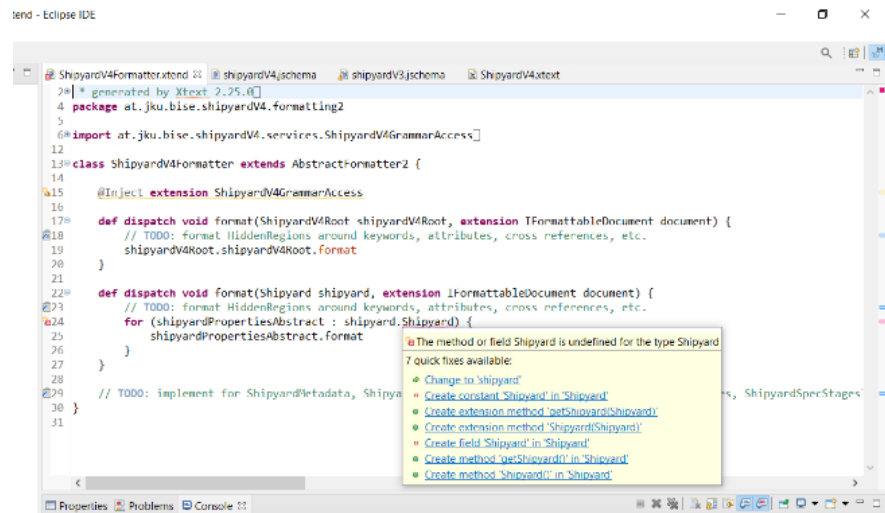 tend - Eclipse IDE
ShipyardV4Formatter.xtend shipyardV4.jschema shipyardV3.jschema ShipyardV4.xtext
2 * generated by Xtext 2.25.0
4 package at.jku.bise.shipyardV4.formatting2
5
6 import at.jku.bise.shipyardV4.services.ShipyardV4GrammarAccess
12
13 class ShipyardV4Formatter extends AbstractFormatter2 {
14
15 @Inject extension ShipyardV4GrammarAccess
16
17 def dispatch void format(ShipyardV4Root shipyardV4Root, extension IFormattableDocument document) {
18 // TODO: format HiddenRegions around keywords, attributes, cross references, etc.
19 shipyardV4Root.shipyardV4Root.format
20 }
21
22 def dispatch void format(Shipyard shipyard, extension IFormattableDocument document) {
23 // TODO: format HiddenRegions around keywords, attributes, cross references, etc.
24 for (shipyardPropertiesAbstract : shipyard.Shipyard) {
25 shipyardPropertiesAbstract.format
26 }
27 }
28
29 // TODO: implement for ShipyardMetadata, Shipya s, ShipyardSpecStages
30 }
31
The method or field Shipyard is undefined for the type Shipyard
7 quick fixes available:
Change to 'shipyard'
Create constant 'Shipyard' in 'Shipyard'
Create extension method 'getShipyard(Shipyard)'
Create extension method 'Shipyard(Shipyard)'
Create field 'Shipyard' in 'Shipyard'
Create method 'getShipyard()' in 'Shipyard'
Create method 'Shipyard()' in 'Shipyard'
Properties Problems Console